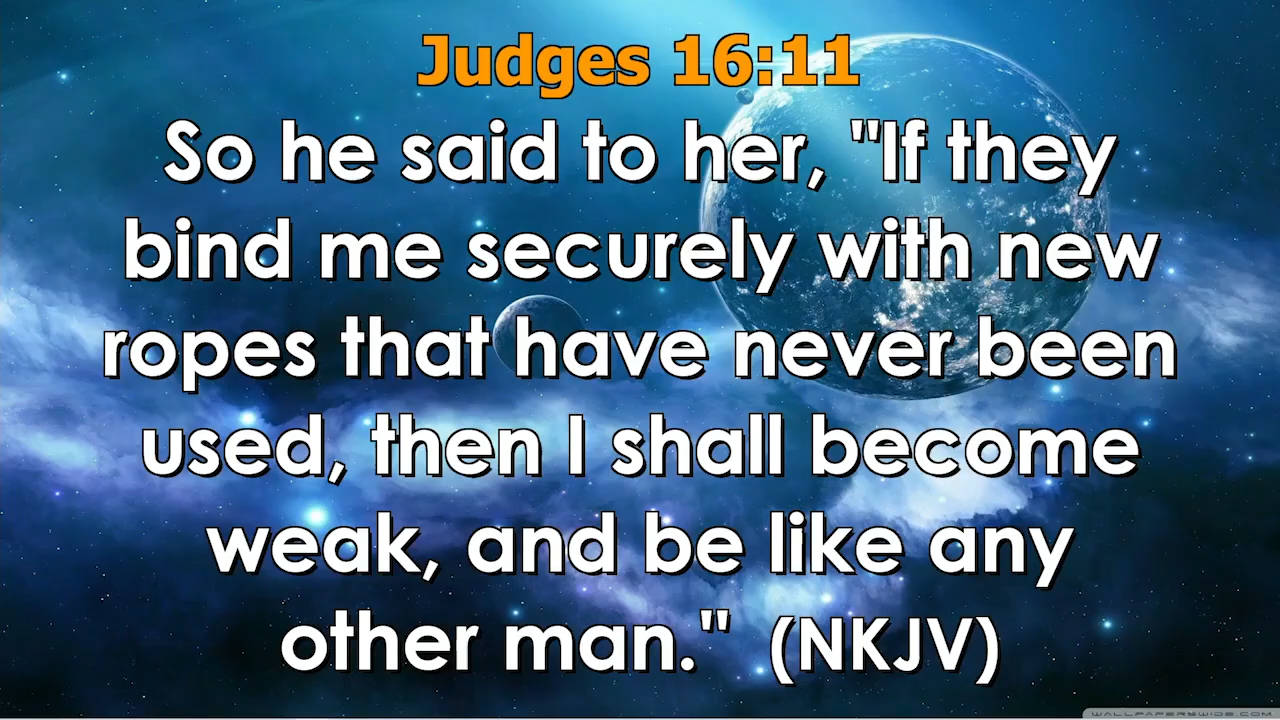 Judges 16:11
So he said to her, "If they
bind me securely with new
ropes that have never been
used, then I shall become
weak, and be like any
other man." (NKJV)
WALLPAPERSWIDE.COM